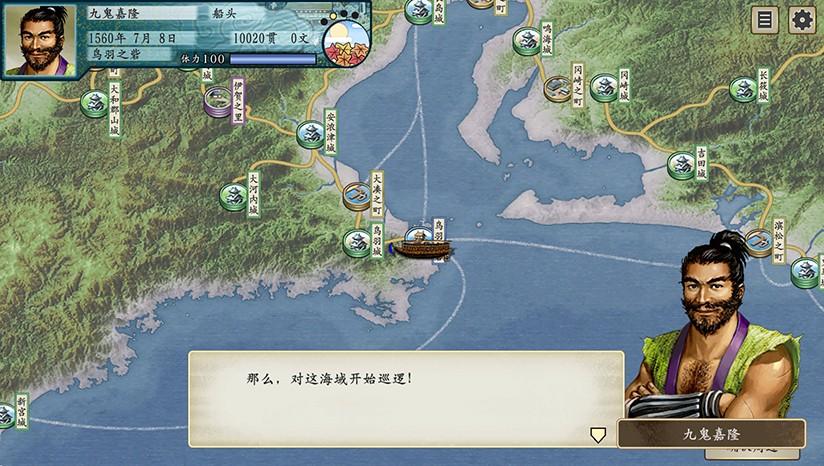 九鬼嘉隆 船头
1560年 7月 8日 10020贯 0文
鸟羽之砦 体力100
岛城
鸣海城
冈崎之町
冈崎城
长筱城
吉田城
滨松之町
大和郡山城
伊贺之里
安浓津城
大河内城
大凑之町
鸟羽城
鸟羽
新宫城
那么，对这海域开始巡逻！
九鬼嘉隆